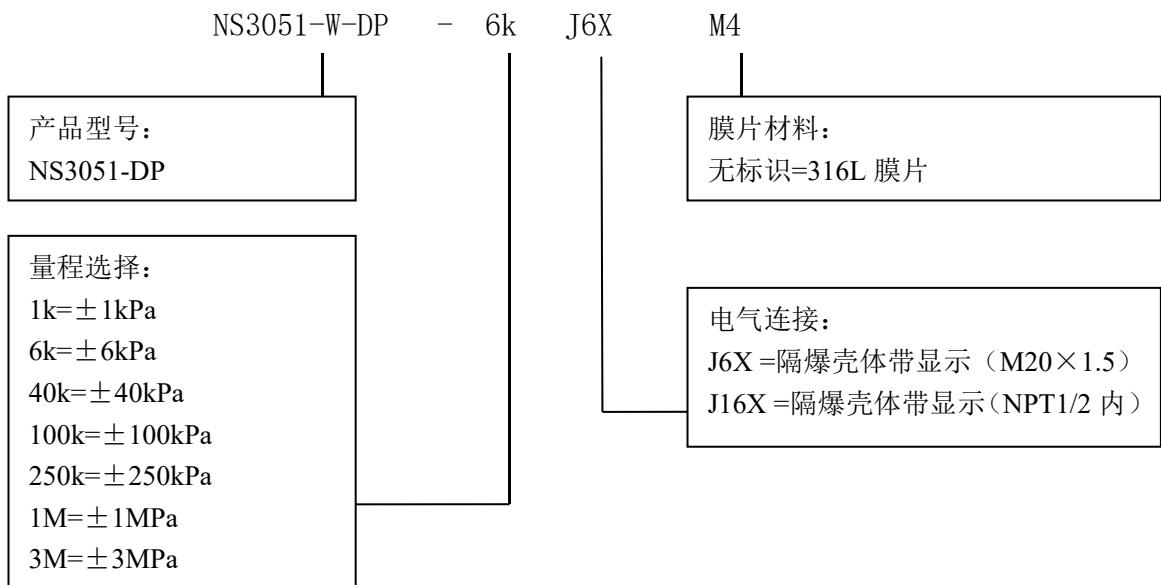 NS3051-W-DP - 6k J6X M4
产品型号：
NS3051-DP
膜片材料：
无标识=316L 膜片
量程选择：
1k=±1kPa
6k=±6kPa
40k=±40kPa
100k=±100kPa
250k=±250kPa
1M=±1MPa
3M=±3MPa
电气连接：
J6X =隔爆壳体带显示（M20×1.5）
J16X =隔爆壳体带显示（NPT1/2 内）